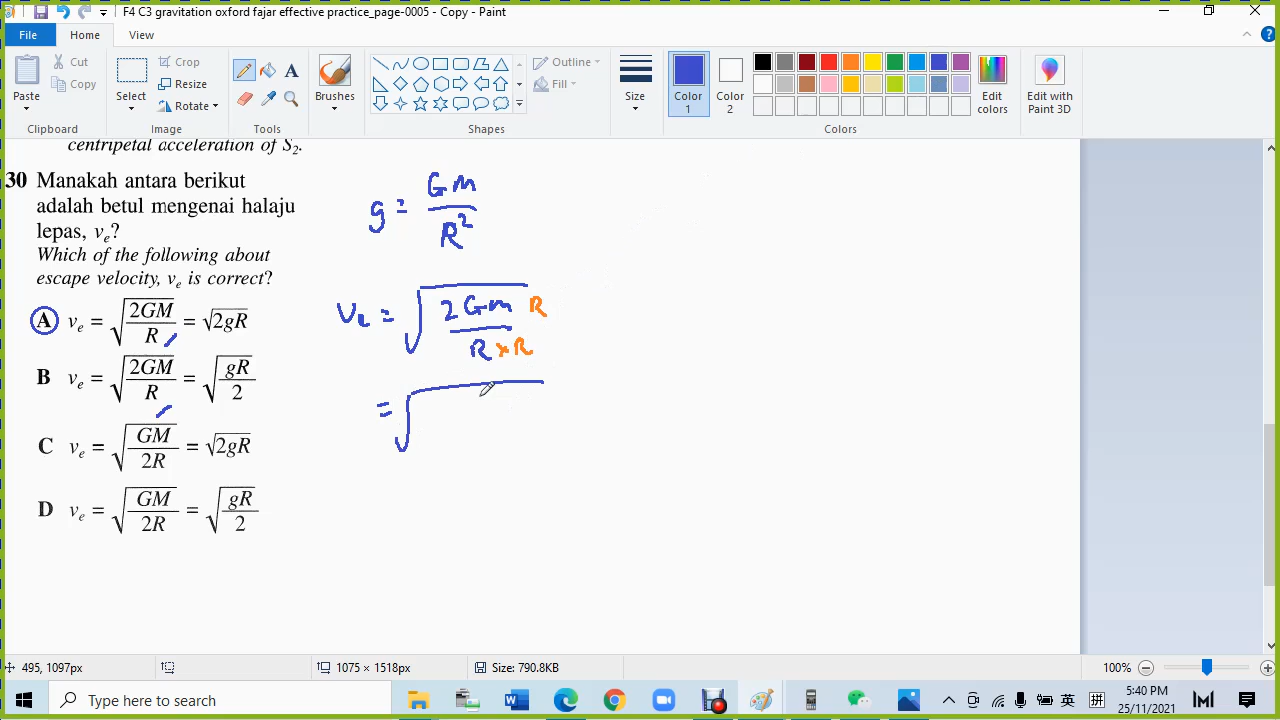 F4 C3 gravitation oxford fajar effective practice_page-0005 - Copy - Paint
File Home View
Cut
Copy
Paste
Clipboard
Select
Crop
Resize
Rotate
Image
A
Tools
Brushes
Outline
Fill
Shapes
Size
Color 1
Color 2
Edit colors
Edit with Paint 3D
Colors
centripetal acceleration of S₂.
30 Manakah antara berikut
adalah betul mengenai halaju
lepas, vₑ?
Which of the following about
escape velocity, vₑ is correct?
A vₑ = √(2GM/R) = √2gR
B vₑ = √(2GM/R) = √(gR/2)
C vₑ = √(GM/2R) = √2gR
D vₑ = √(GM/2R) = √(gR/2)
g = GM/R²
Vₑ = √(2GM R/R×R)
= √
495, 1097px
1075 × 1518px
Size: 790.8KB
100%
Type here to search
英 拼
5:40 PM
25/11/2021